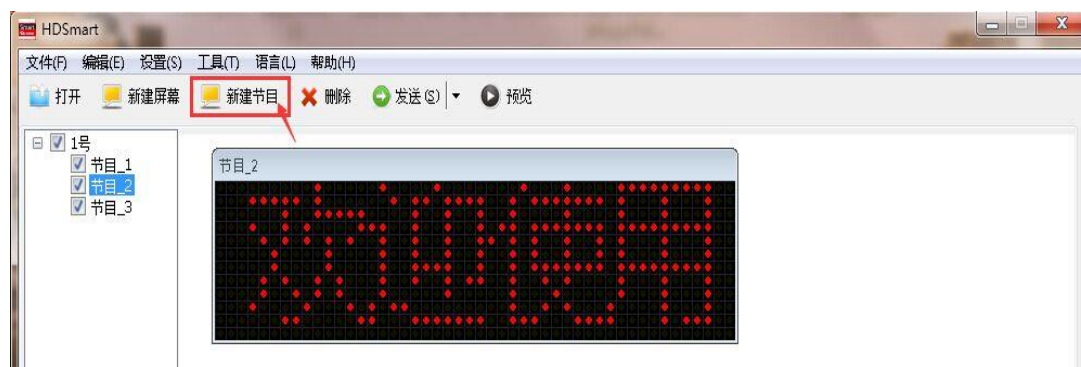 HDSmart
文件(F) 编辑(E) 设置(S) 工具(T) 语言(L) 帮助(H)
打开 新建屏幕 新建节目 删除 发送(S) 预览
1号
节目_1
节目_2
节目_3
节目_2
欢迎使用